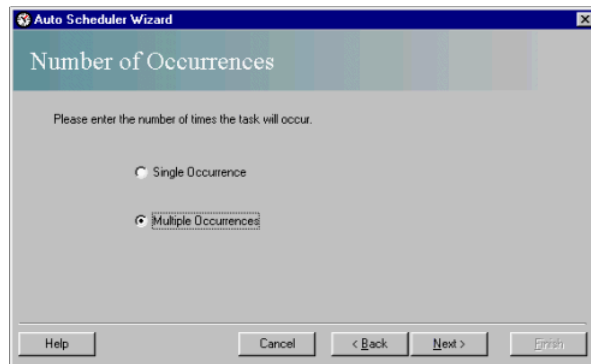 Auto Scheduler Wizard
Number of Occurrences
Please enter the number of times the task will occur.
Single Occurrence
Multiple Occurrences
Help
Cancel
< Back
Next >
Finish